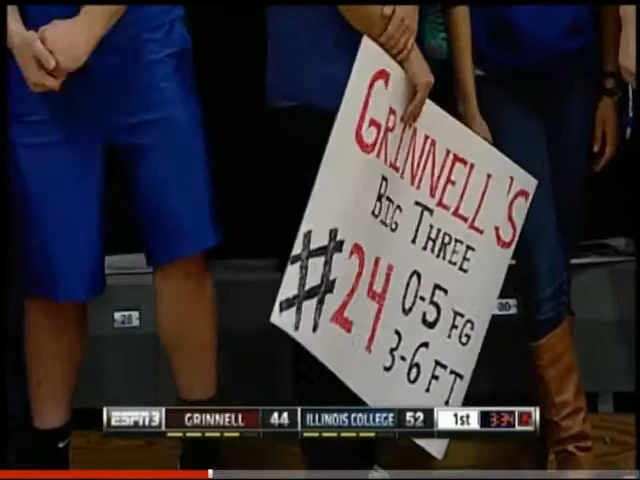 GRINNELL'S
BIG THREE
#24 0-5 FG
3-6 FT
28
ESPN3 GRINNELL 44 ILLINOIS COLLEGE 52 1st 3:34